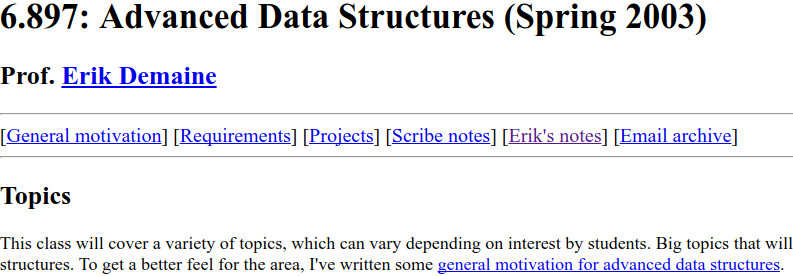 6.897: Advanced Data Structures (Spring 2003)
Prof. Erik Demaine
[General motivation] [Requirements] [Projects] [Scribe notes] [Erik's notes] [Email archive]
Topics
This class will cover a variety of topics, which can vary depending on interest by students. Big topics that will
structures. To get a better feel for the area, I've written some general motivation for advanced data structures.